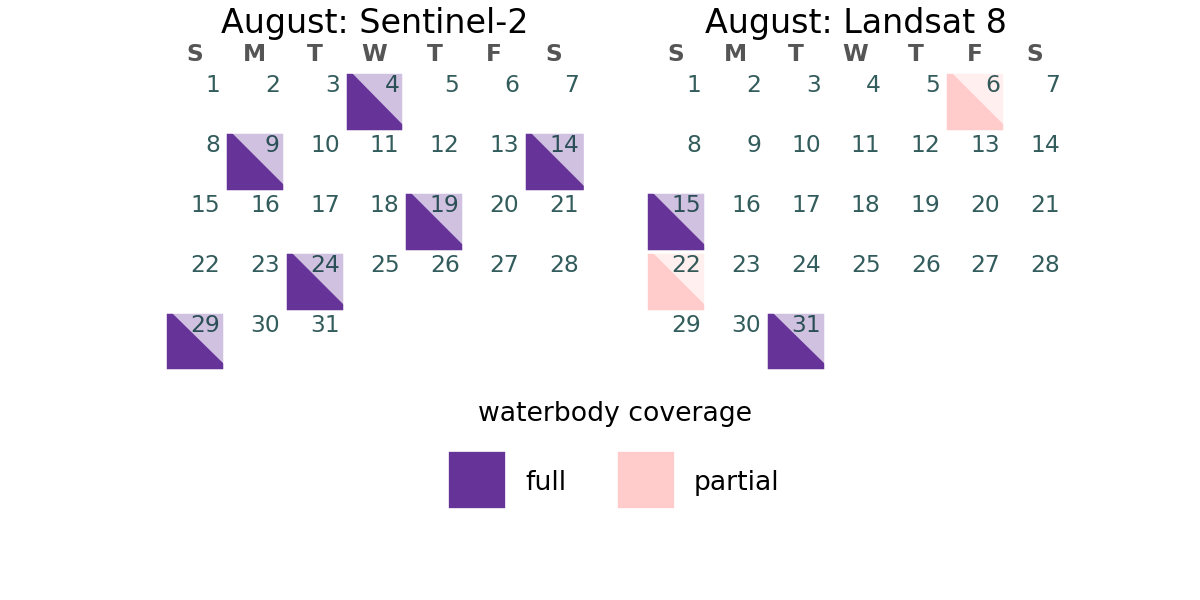 August: Sentinel-2
S M T W T F S
1 2 3 4 5 6 7
8 9 10 11 12 13 14
15 16 17 18 19 20 21
22 23 24 25 26 27 28
29 30 31
August: Landsat 8
S M T W T F S
1 2 3 4 5 6 7
8 9 10 11 12 13 14
15 16 17 18 19 20 21
22 23 24 25 26 27 28
29 30 31
waterbody coverage
full
partial